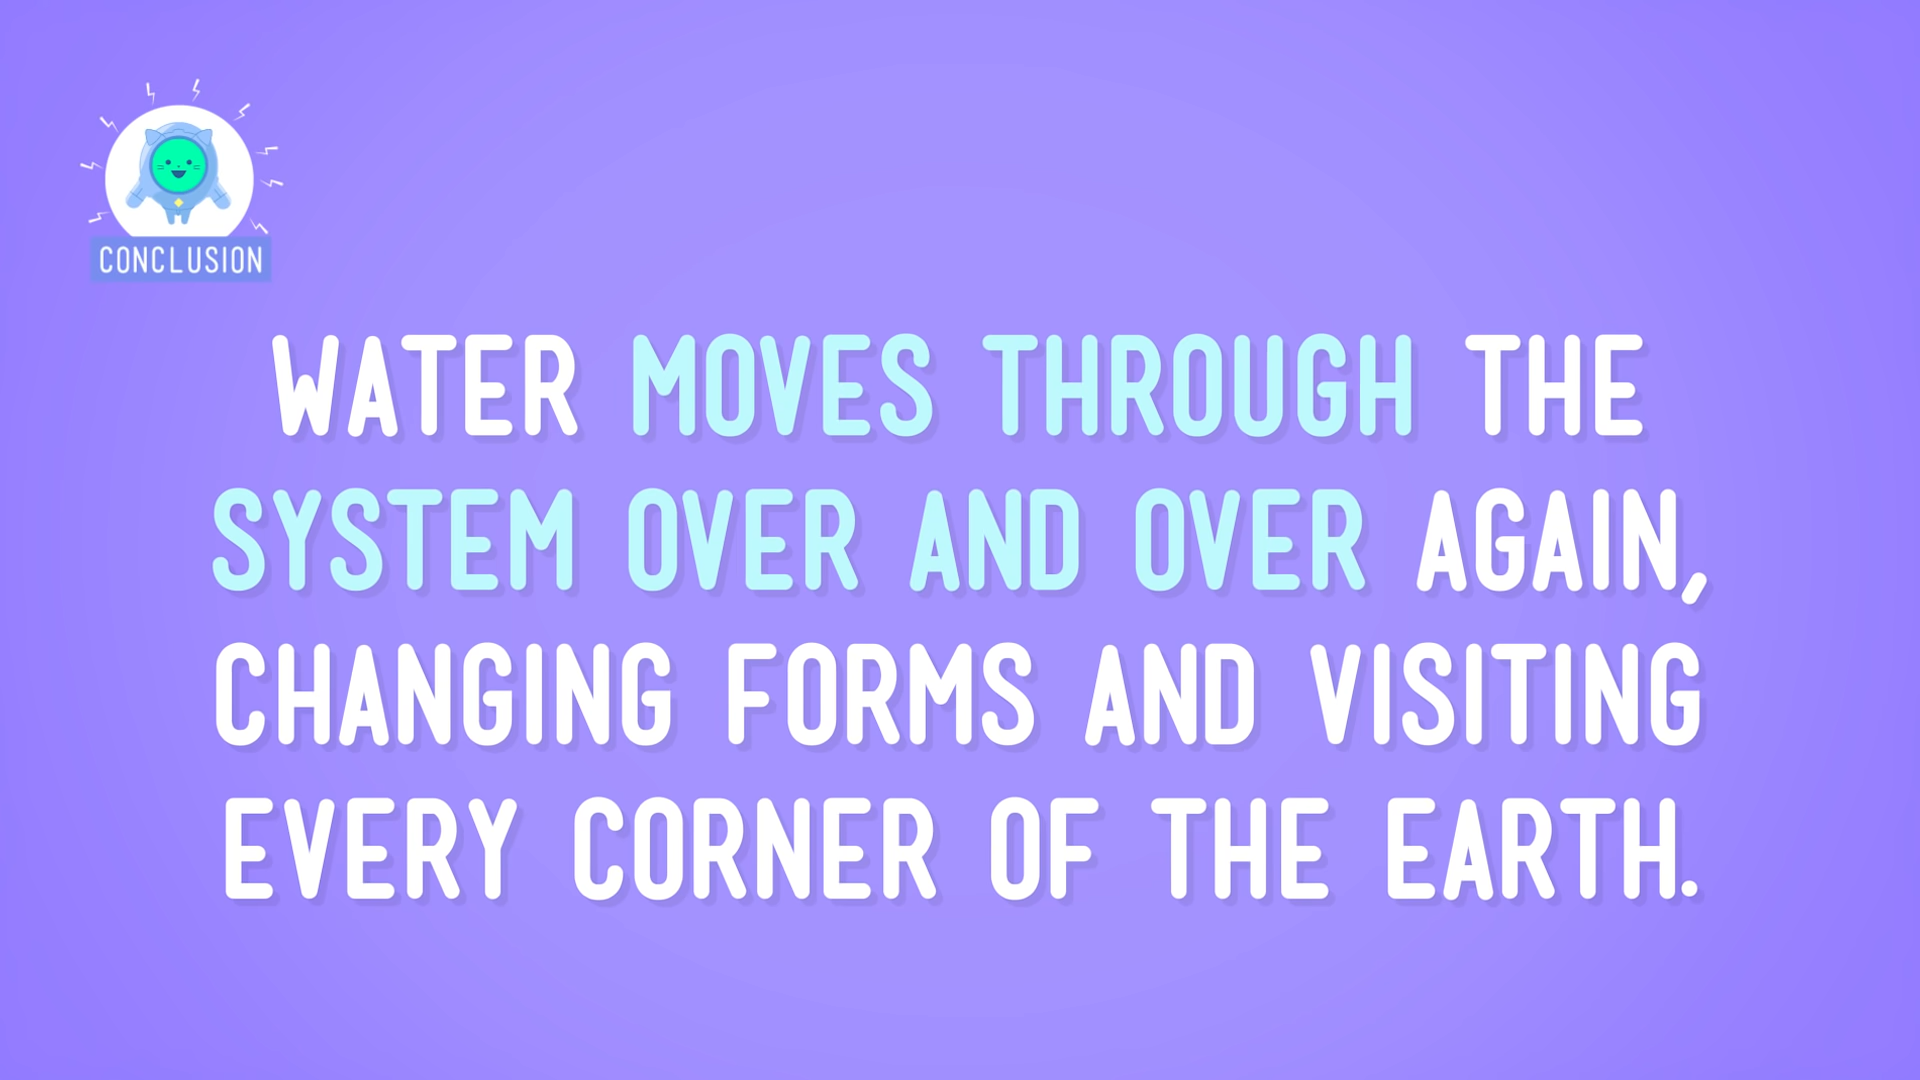 CONCLUSION
WATER MOVES THROUGH THE
SYSTEM OVER AND OVER AGAIN,
CHANGING FORMS AND VISITING
EVERY CORNER OF THE EARTH.